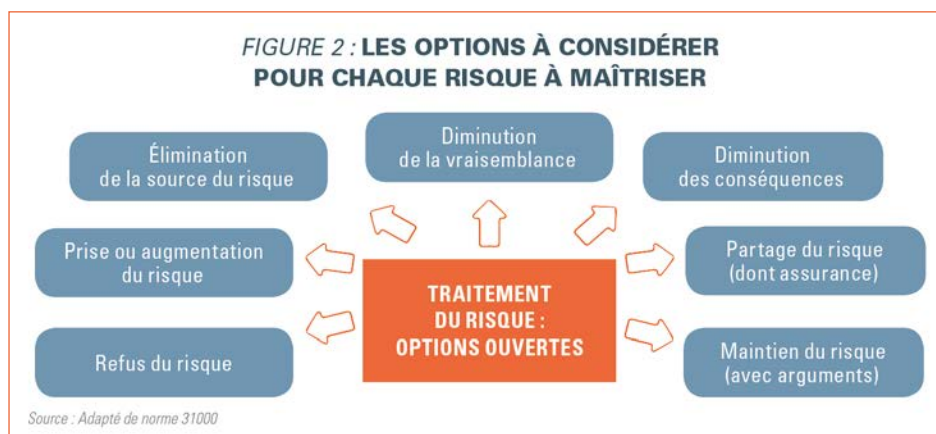 FIGURE 2 : LES OPTIONS À CONSIDÉRER
POUR CHAQUE RISQUE À MAÎTRISER
Élimination
de la source du risque
Diminution
de la vraisemblance
Diminution
des conséquences
Prise ou augmentation
du risque
Partage du risque
(dont assurance)
TRAITEMENT
DU RISQUE :
OPTIONS OUVERTES
Refus du risque
Maintien du risque
(avec arguments)
Source : Adapté de norme 31000